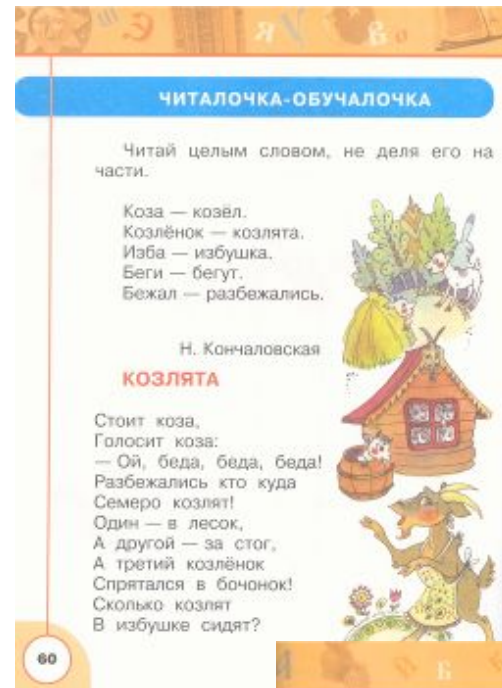 ЧИТАЛОЧКА-ОБУЧАЛОЧКА
Читай целым словом, не деля его на
части.
Коза — козёл.
Козлёнок — козлята.
Изба — избушка.
Беги — бегут.
Бежал — разбежались.
Н. Кончаловская
КОЗЛЯТА
Стоит коза,
Голосит коза:
— Ой, беда, беда, беда!
Разбежались кто куда
Семеро козлят!
Один — в лесок,
А другой — за стог,
А третий козлёнок
Спрятался в бочонок!
Сколько козлят
В избушке сидят?
60